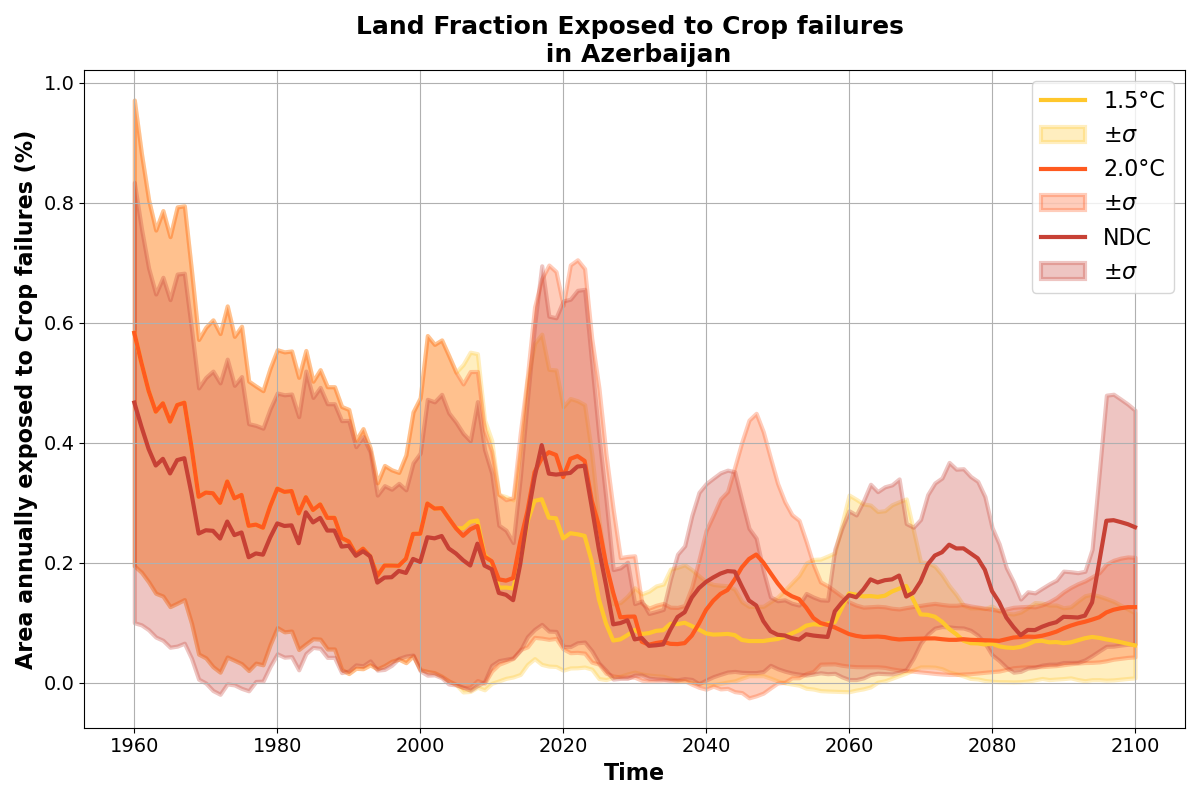 Land Fraction Exposed to Crop failures
in Azerbaijan
Area annually exposed to Crop failures (%)
1.0
0.8
0.6
0.4
0.2
0.0
1960
1980
2000
2020
2040
2060
2080
2100
Time
1.5°C
±σ
2.0°C
±σ
NDC
±σ